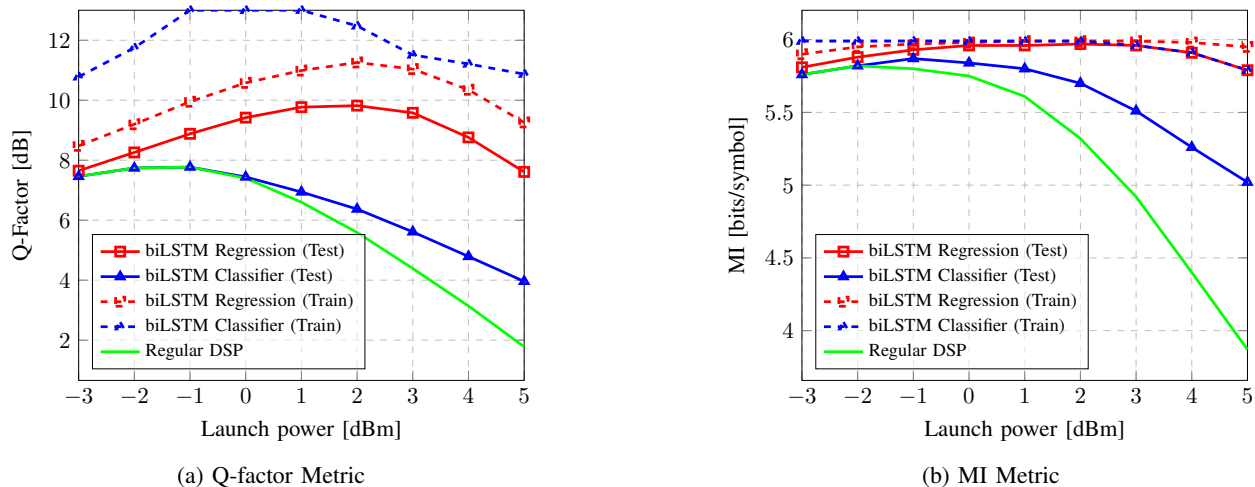 12
10
8
6
4
2
Q-Factor [dB]
biLSTM Regression (Test)
biLSTM Classifier (Test)
biLSTM Regression (Train)
biLSTM Classifier (Train)
Regular DSP
−3 −2 −1 0 1 2 3 4 5
Launch power [dBm]
(a) Q-factor Metric
6
5.5
5
4.5
4
MI [bits/symbol]
biLSTM Regression (Test)
biLSTM Classifier (Test)
biLSTM Regression (Train)
biLSTM Classifier (Train)
Regular DSP
−3 −2 −1 0 1 2 3 4 5
Launch power [dBm]
(b) MI Metric